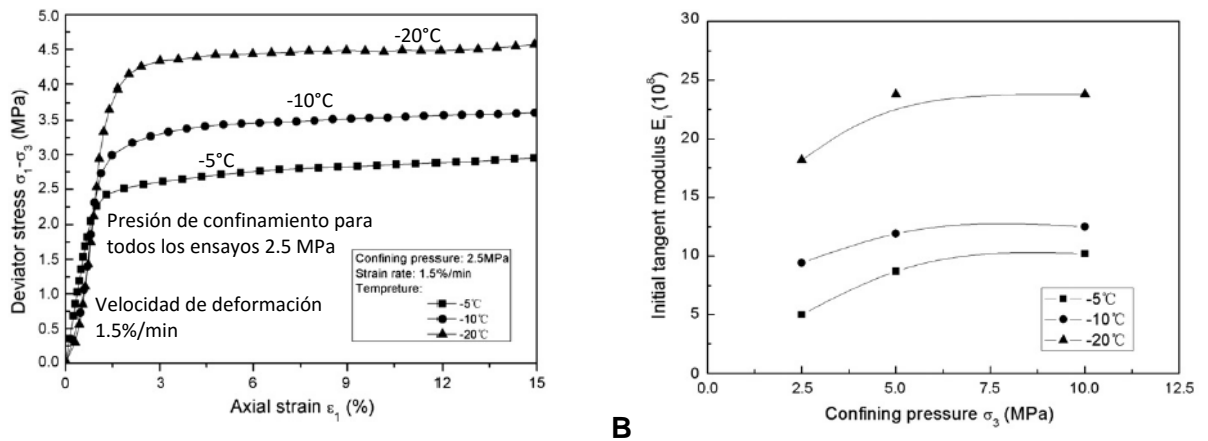 5.0
4.5
4.0
3.5
3.0
2.5
2.0
1.5
1.0
0.5
0.0
Deviator stress σ₁-σ₃ (MPa)
-20°C
-10°C
-5°C
Presión de confinamiento para
todos los ensayos 2.5 MPa
Velocidad de deformación
1.5%/min
Confining pressure: 2.5MPa
Strain rate: 1.5%/min
Tempreture:
-5℃
-10℃
-20℃
0 3 6 9 12 15
Axial strain ε₁ (%)
B
30
25
20
15
10
5
0
Initial tangent modulus Eᵢ (10⁸)
-5℃
-10℃
-20℃
0.0 2.5 5.0 7.5 10.0 12.5
Confining pressure σ₃ (MPa)